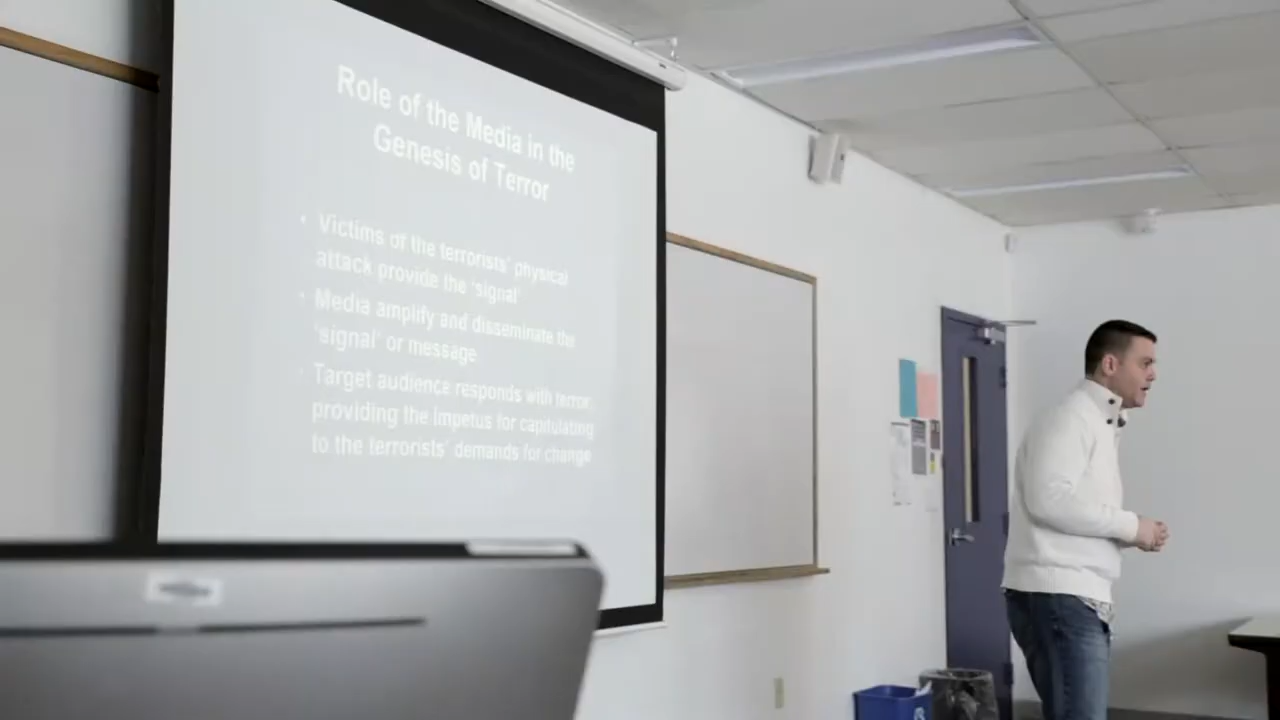 Role of the Media in the
Genesis of Terror
• Victims of the terrorists' physical
attack provide the 'signal'
• Media amplify and disseminate the
'signal' or message
• Target audience responds with terror,
providing the impetus for capitulating
to the terrorists' demands for change